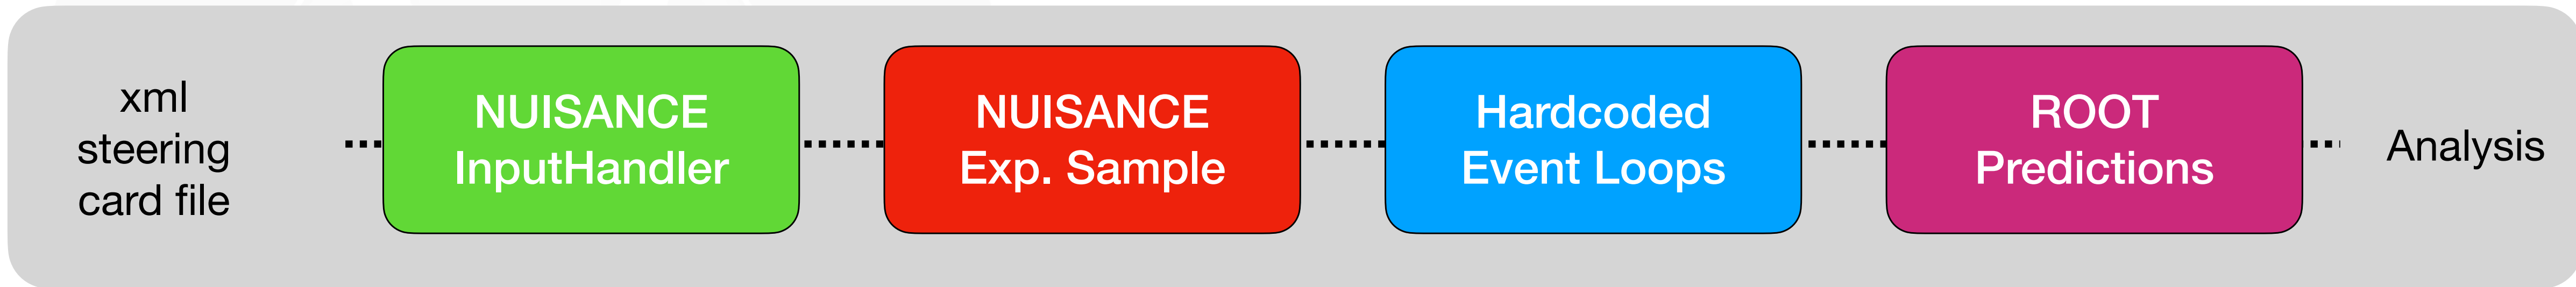 xml
steering
card file
NUISANCE
InputHandler
NUISANCE
Exp. Sample
Hardcoded
Event Loops
ROOT
Predictions
Analysis